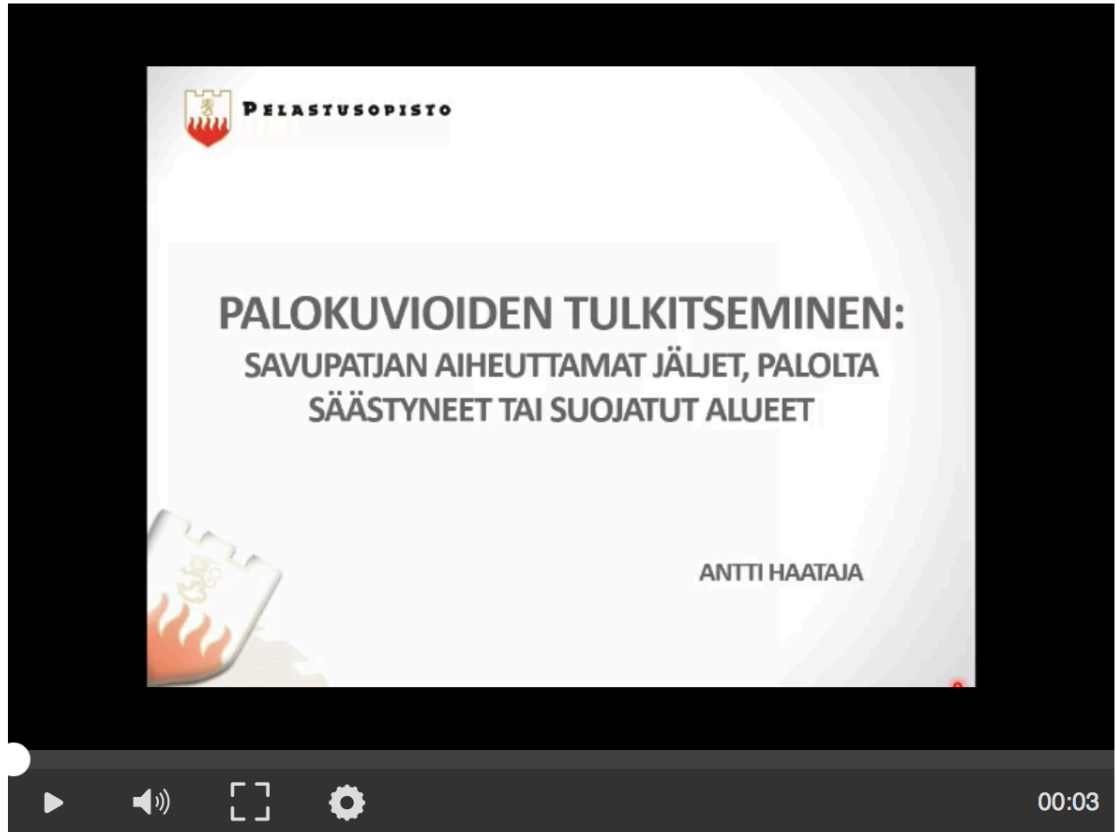 PELASTUSOPISTO
PALOKUVIOIDEN TULKITSEMINEN:
SAVUPATJAN AIHEUTTAMAT JÄLJET, PALOLTA
SÄÄSTYNEET TAI SUOJATUT ALUEET
ANTTI HAATAJA
00:03